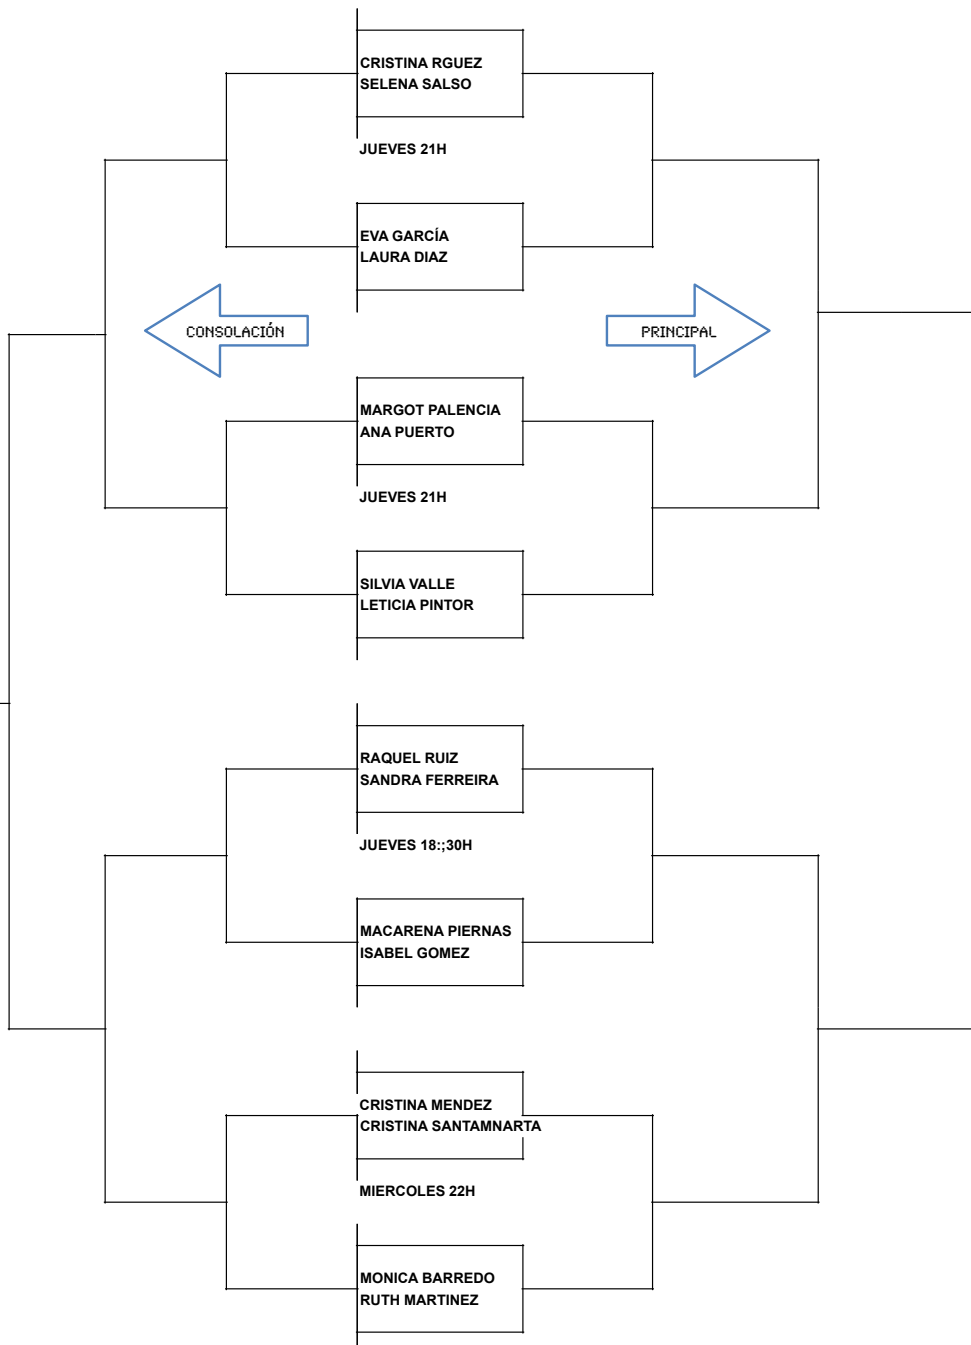 CRISTINA RGUEZ
SELENA SALSO
JUEVES 21H
EVA GARCÍA
LAURA DIAZ
CONSOLACIÓN
PRINCIPAL
MARGOT PALENCIA
ANA PUERTO
JUEVES 21H
SILVIA VALLE
LETICIA PINTOR
RAQUEL RUIZ
SANDRA FERREIRA
JUEVES 18:;30H
MACARENA PIERNAS
ISABEL GOMEZ
CRISTINA MENDEZ
CRISTINA SANTAMNARTA
MIERCOLES 22H
MONICA BARREDO
RUTH MARTINEZ